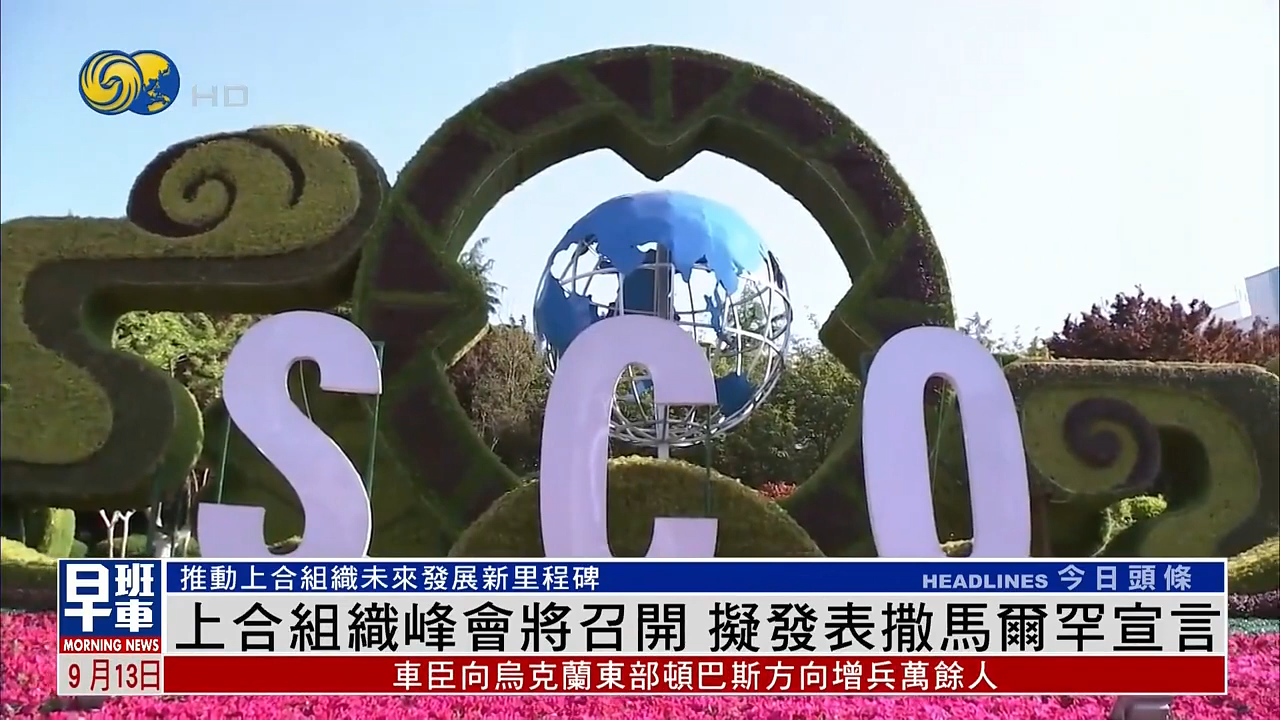 HD
SCO
早班車
MORNING NEWS
推動上合組織未來發展新里程碑
HEADLINES 今日頭條
上合組織峰會將召開 擬發表撒馬爾罕宣言
9月13日
車臣向烏克蘭東部頓巴斯方向增兵萬餘人